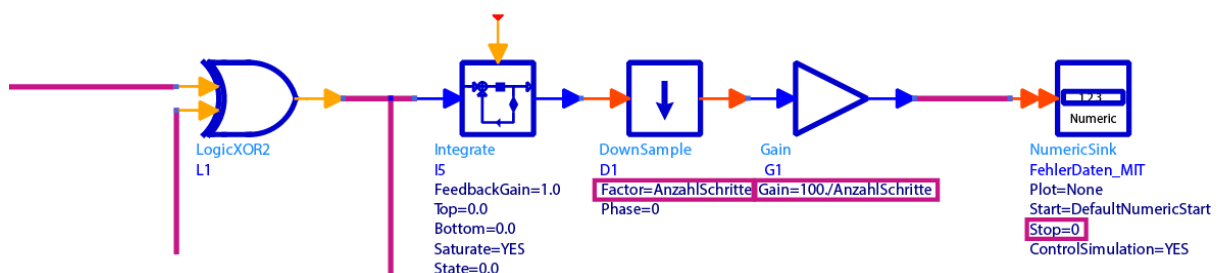 123
Numeric
LogicXOR2
L1
Integrate
I5
FeedbackGain=1.0
Top=0.0
Bottom=0.0
Saturate=YES
State=0.0
DownSample
D1
Factor=AnzahlSchritte
Phase=0
Gain
G1
Gain=100./AnzahlSchritte
NumericSink
FehlerDaten_MIT
Plot=None
Start=DefaultNumericStart
Stop=0
ControlSimulation=YES